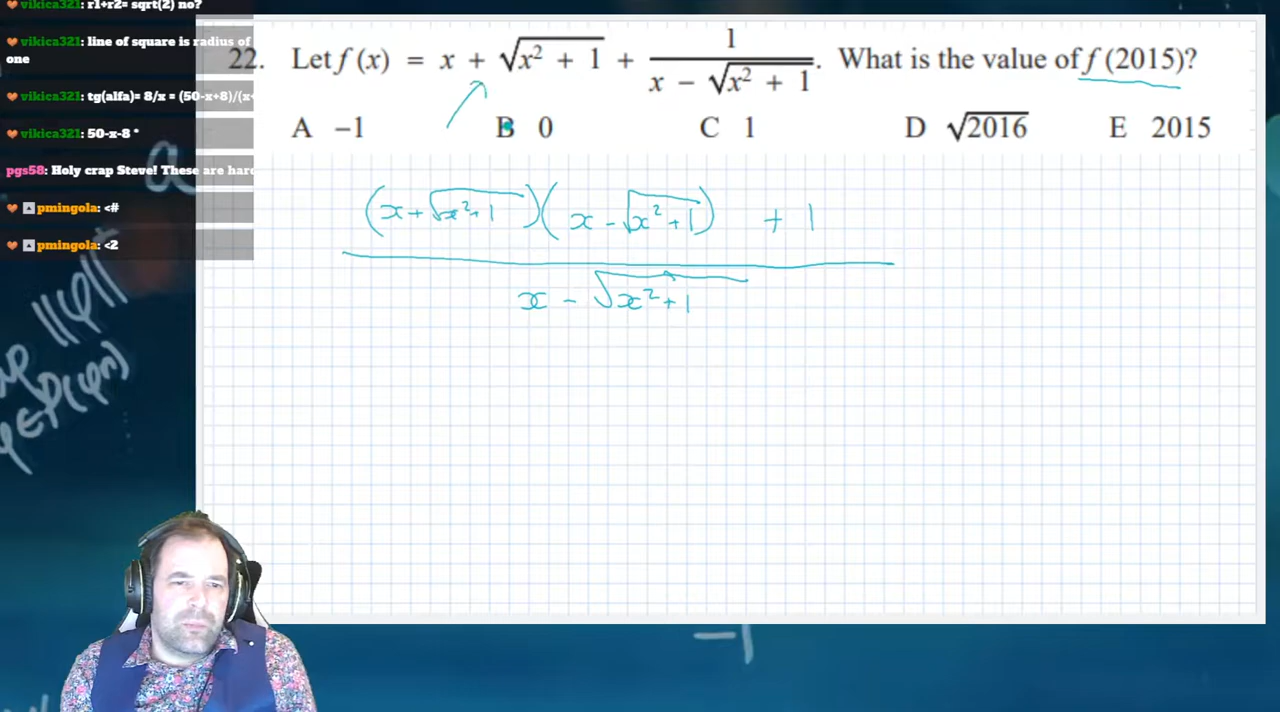 vikica321: r1+r2= sqrt(2) no?
vikica321: line of square is radius of
one
vikica321: tg(alfa)= 8/x = (50-x+8)/(x+
vikica321: 50-x-8 *
pgs58: Holy crap Steve! These are hard
pmingola: <#
pmingola: <2
22. Let f(x) = x + √(x² + 1) + 1/(x − √(x² + 1)). What is the value of f(2015)?
A −1 B 0 C 1 D √2016 E 2015
(x + √(x² + 1))(x − √(x² + 1)) + 1
x − √(x² + 1)
−1